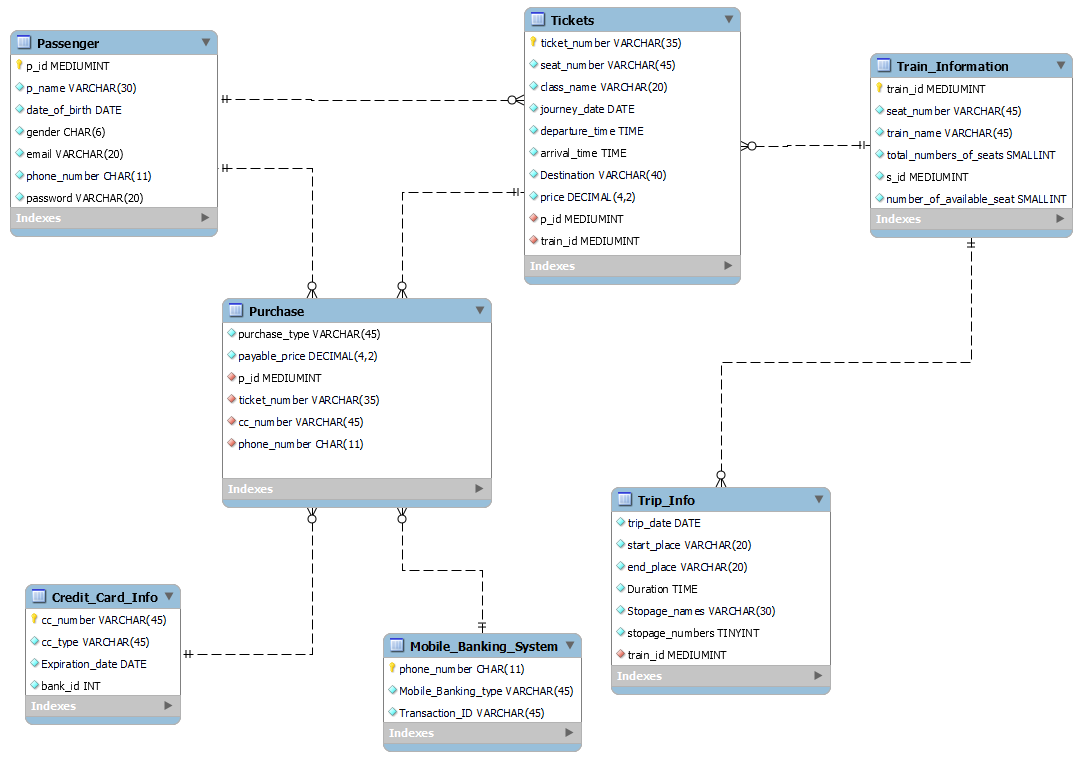 Passenger
p_id MEDIUMINT
p_name VARCHAR(30)
date_of_birth DATE
gender CHAR(6)
email VARCHAR(20)
phone_number CHAR(11)
password VARCHAR(20)
Indexes
Tickets
ticket_number VARCHAR(35)
seat_number VARCHAR(45)
class_name VARCHAR(20)
journey_date DATE
departure_time TIME
arrival_time TIME
Destination VARCHAR(40)
price DECIMAL(4,2)
p_id MEDIUMINT
train_id MEDIUMINT
Indexes
Train_Information
train_id MEDIUMINT
seat_number VARCHAR(45)
train_name VARCHAR(45)
total_numbers_of_seats SMALLINT
s_id MEDIUMINT
number_of_available_seat SMALLINT
Indexes
Purchase
purchase_type VARCHAR(45)
payable_price DECIMAL(4,2)
p_id MEDIUMINT
ticket_number VARCHAR(35)
cc_number VARCHAR(45)
phone_number CHAR(11)
Indexes
Trip_Info
trip_date DATE
start_place VARCHAR(20)
end_place VARCHAR(20)
Duration TIME
Stopage_names VARCHAR(30)
stopage_numbers TINYINT
train_id MEDIUMINT
Indexes
Credit_Card_Info
cc_number VARCHAR(45)
cc_type VARCHAR(45)
Expiration_date DATE
bank_id INT
Indexes
Mobile_Banking_System
phone_number CHAR(11)
Mobile_Banking_type VARCHAR(45)
Transaction_ID VARCHAR(45)
Indexes